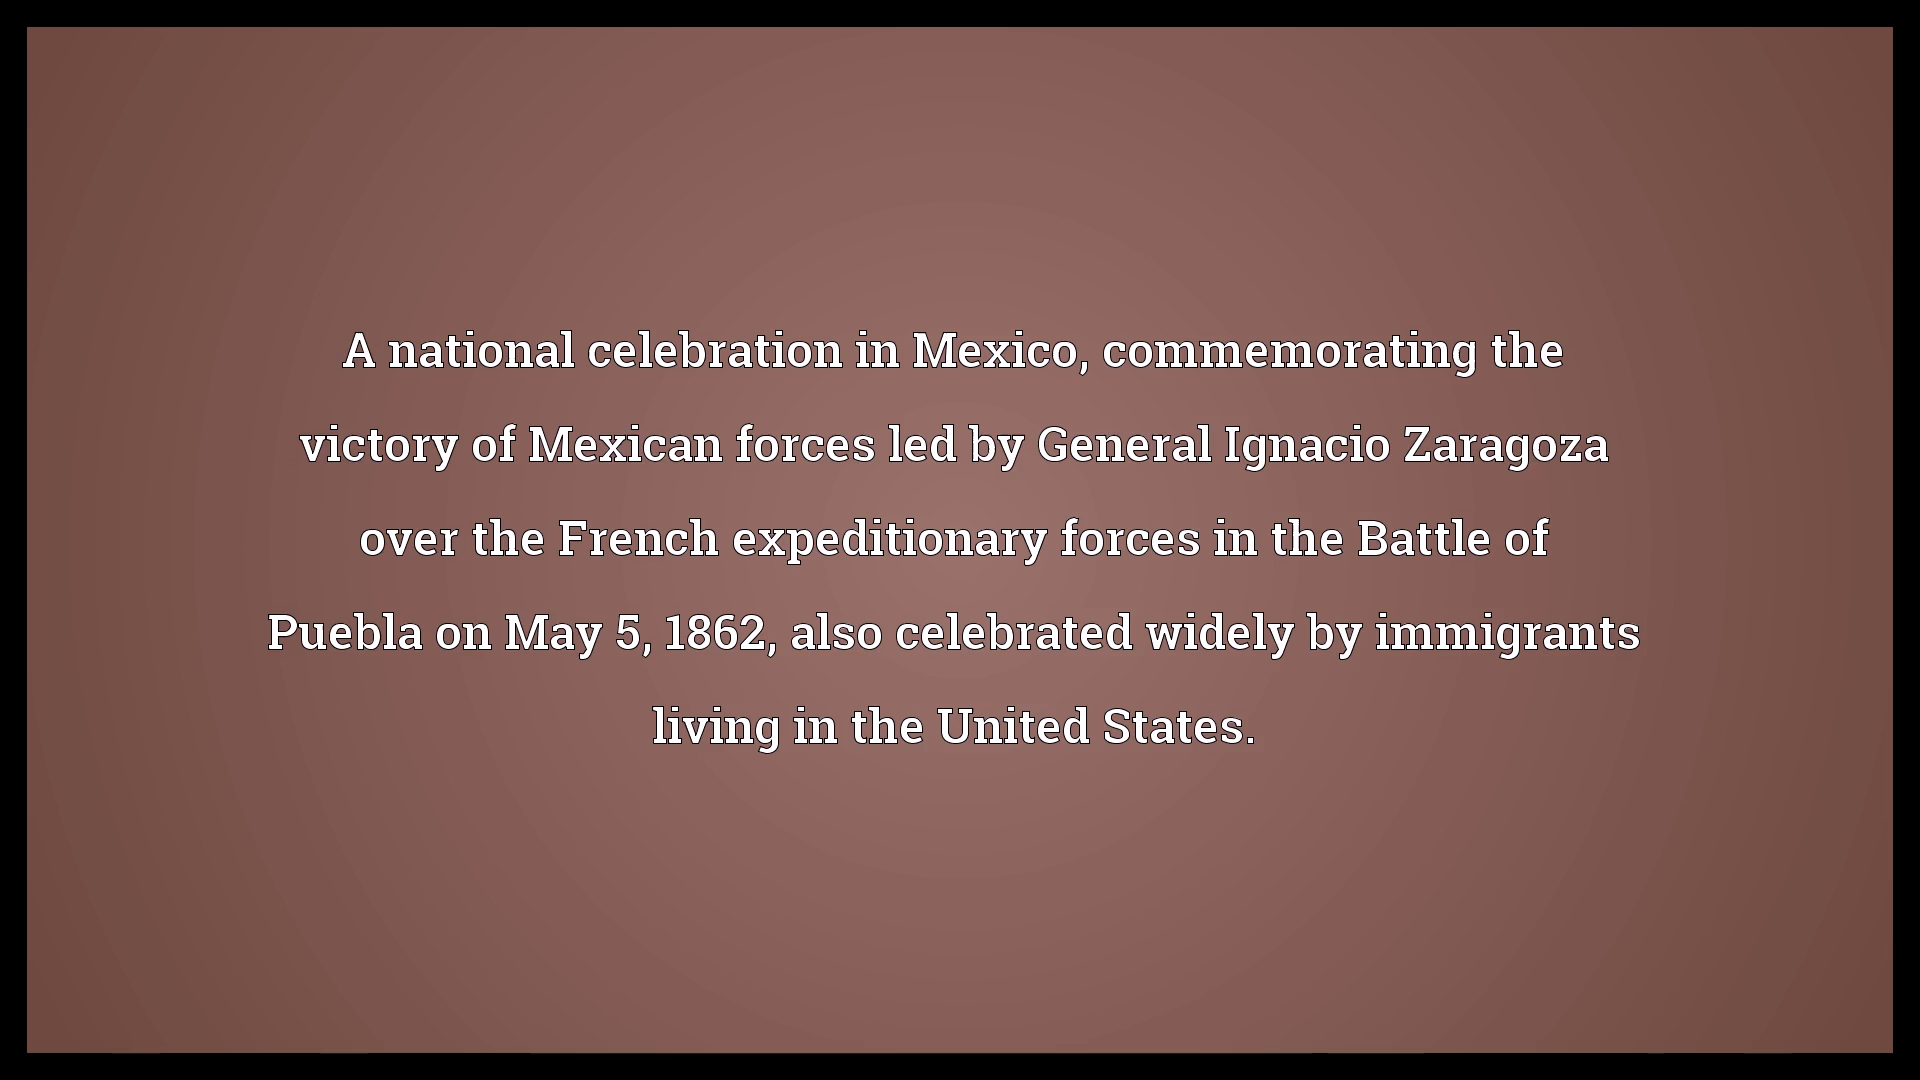 A national celebration in Mexico, commemorating the
victory of Mexican forces led by General Ignacio Zaragoza
over the French expeditionary forces in the Battle of
Puebla on May 5, 1862, also celebrated widely by immigrants
living in the United States.